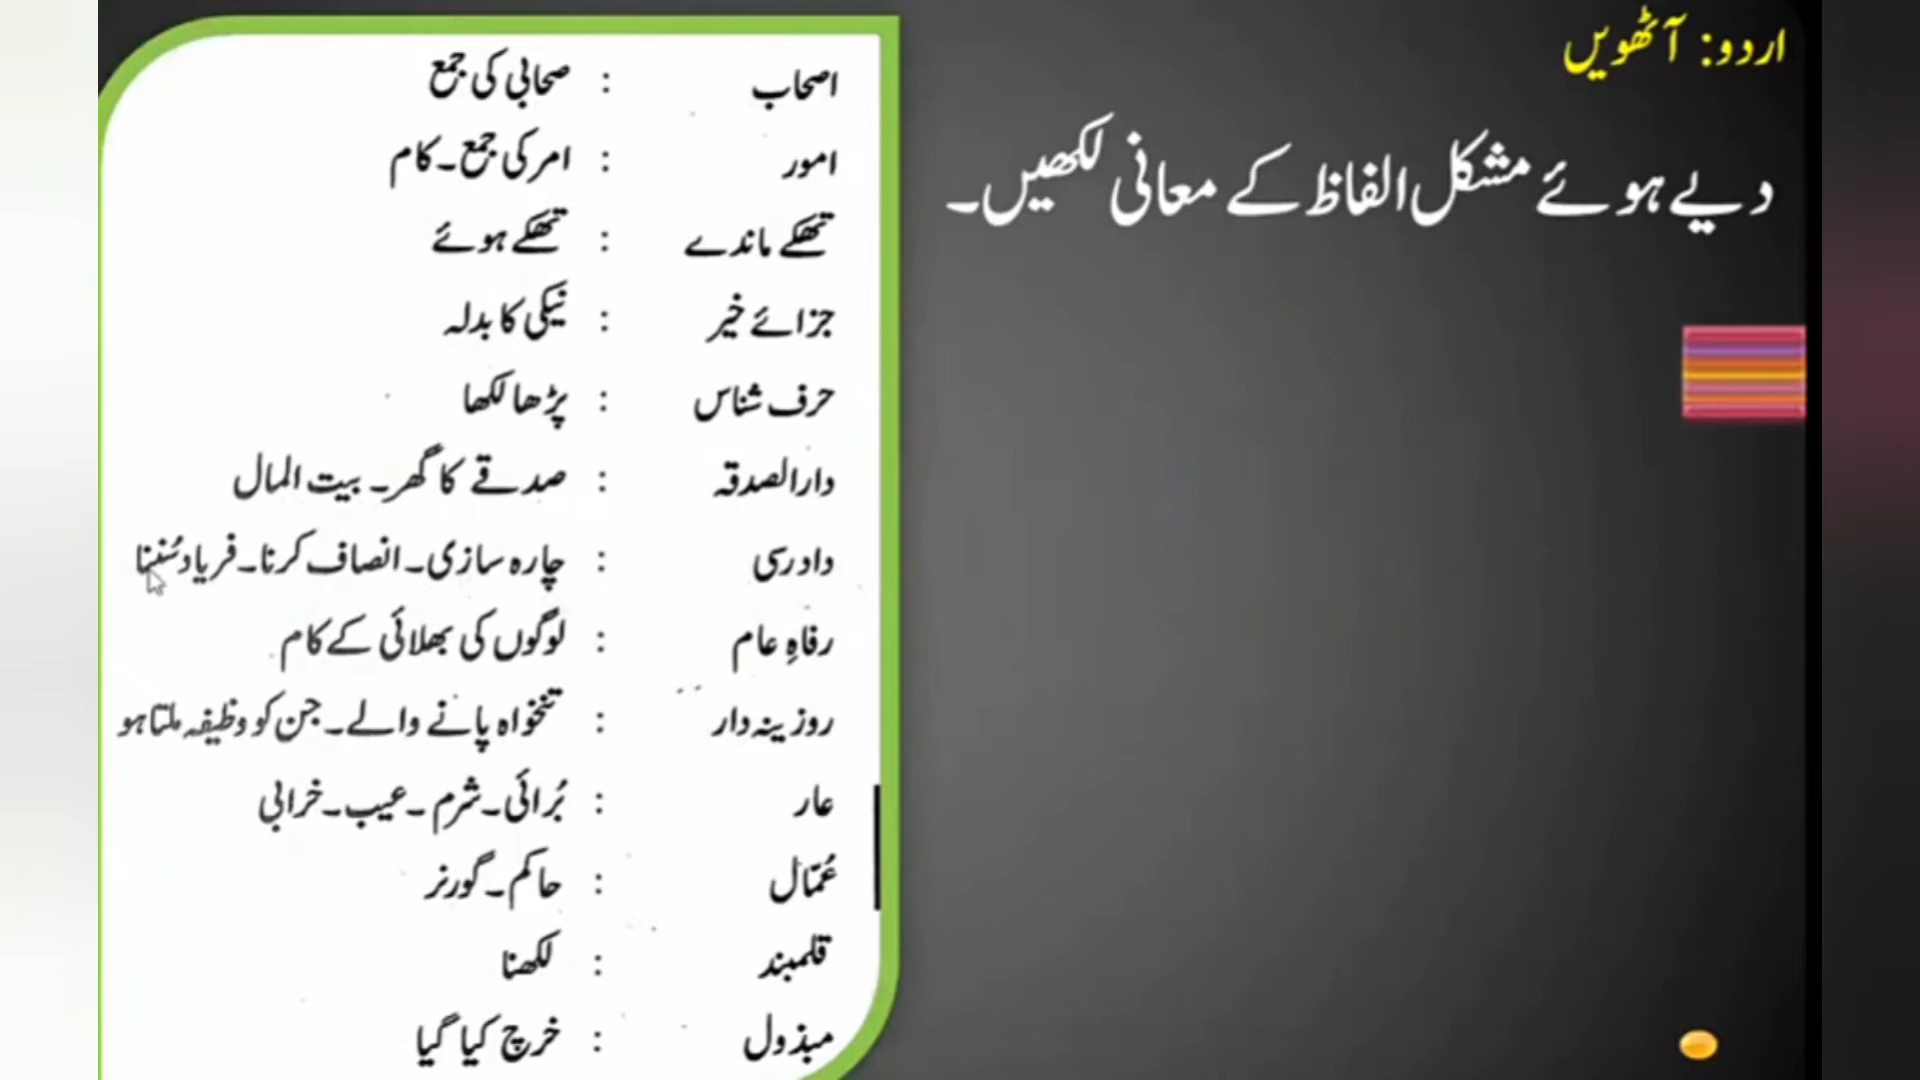 اردو: آٹھویں
دیے ہوئے مشکل الفاظ کے معانی لکھیں۔
اصحاب : صحابی کی جمع
امور : امر کی جمع۔ کام
تھکے ماندے : تھکے ہوئے
جزائے خیر : نیکی کا بدلہ
حرف شناس : پڑھا لکھا
دارالصدقہ : صدقے کا گھر۔ بیت المال
داد رسی : چارہ سازی۔ انصاف کرنا۔ فریاد سُننا
رفاہِ عام : لوگوں کی بھلائی کے کام
روزینہ دار : تنخواہ پانے والے۔ جن کو وظیفہ ملتا ہو
عار : بُرائی۔ شرم۔ عیب۔ خرابی
عُمّال : حاکم۔ گورنر
قلمبند : لکھنا
مبذول : خرچ کیا گیا